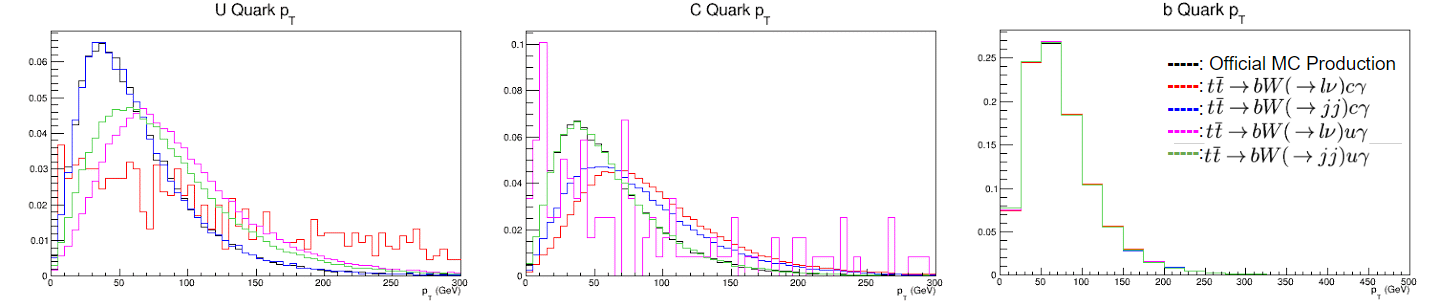 U Quark p_T
0.06
0.05
0.04
0.03
0.02
0.01
0
0 50 100 150 200 250 300
p_T (GeV)
C Quark p_T
0.1
0.08
0.06
0.04
0.02
0
0 50 100 150 200 250 300
p_T (GeV)
b Quark p_T
0.25
0.2
0.15
0.1
0.05
0
0 50 100 150 200 250 300 350 400 450 500
p_T (GeV)
: Official MC Production
: tt̄ → bW(→ lν)cγ
: tt̄ → bW(→ jj)cγ
: tt̄ → bW(→ lν)uγ
: tt̄ → bW(→ jj)uγ